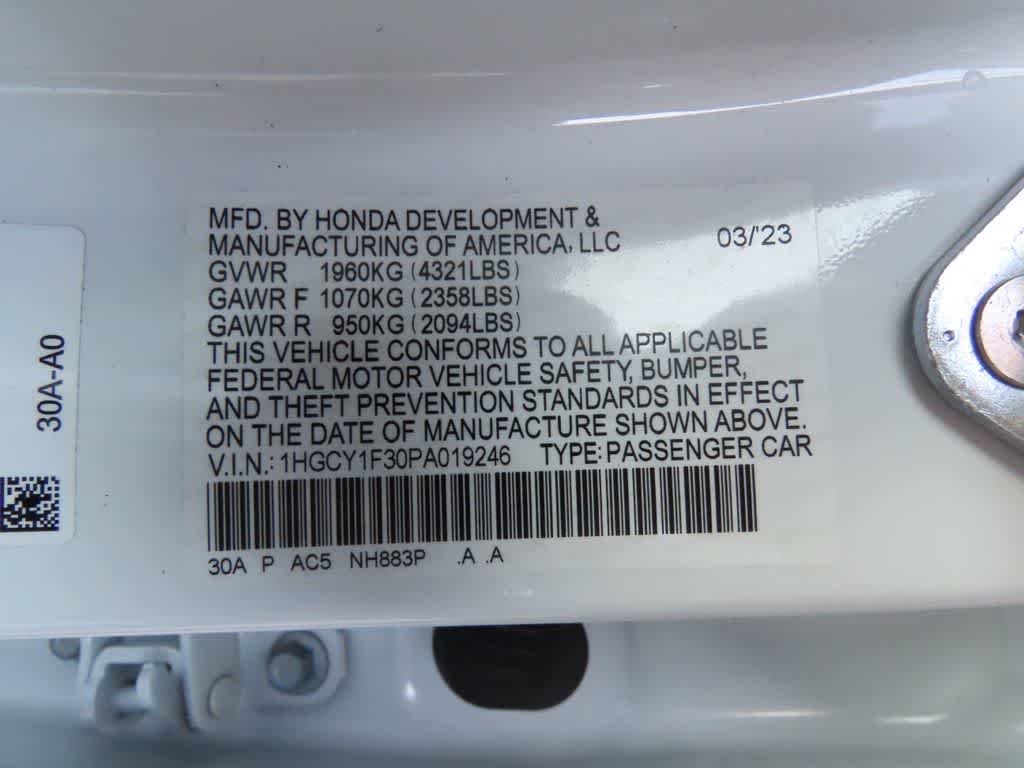 MFD. BY HONDA DEVELOPMENT &
MANUFACTURING OF AMERICA, LLC 03/'23
GVWR 1960KG (4321LBS)
GAWR F 1070KG (2358LBS)
GAWR R 950KG (2094LBS)
THIS VEHICLE CONFORMS TO ALL APPLICABLE
FEDERAL MOTOR VEHICLE SAFETY, BUMPER,
AND THEFT PREVENTION STANDARDS IN EFFECT
ON THE DATE OF MANUFACTURE SHOWN ABOVE.
V.I.N.: 1HGCY1F30PA019246 TYPE: PASSENGER CAR
30A P AC5 NH883P .A .A
30A-A0